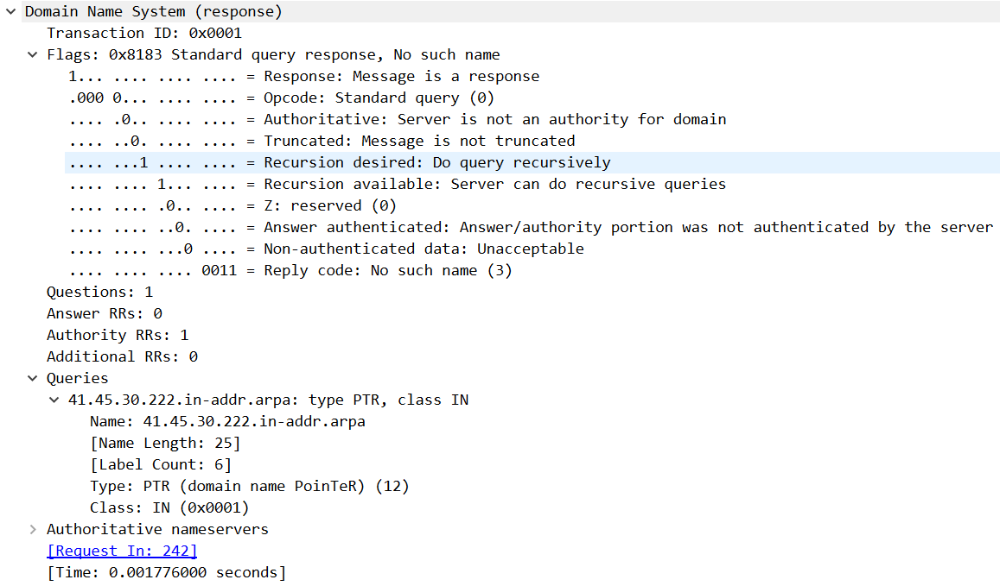 Domain Name System (response)
Transaction ID: 0x0001
Flags: 0x8183 Standard query response, No such name
1... .... .... .... = Response: Message is a response
.000 0... .... .... = Opcode: Standard query (0)
.... .0.. .... .... = Authoritative: Server is not an authority for domain
.... ..0. .... .... = Truncated: Message is not truncated
.... ...1 .... .... = Recursion desired: Do query recursively
.... .... 1... .... = Recursion available: Server can do recursive queries
.... .... .0.. .... = Z: reserved (0)
.... .... ..0. .... = Answer authenticated: Answer/authority portion was not authenticated by the server
.... .... ...0 .... = Non-authenticated data: Unacceptable
.... .... .... 0011 = Reply code: No such name (3)
Questions: 1
Answer RRs: 0
Authority RRs: 1
Additional RRs: 0
Queries
41.45.30.222.in-addr.arpa: type PTR, class IN
Name: 41.45.30.222.in-addr.arpa
[Name Length: 25]
[Label Count: 6]
Type: PTR (domain name PoinTeR) (12)
Class: IN (0x0001)
Authoritative nameservers
[Request In: 242]
[Time: 0.001776000 seconds]